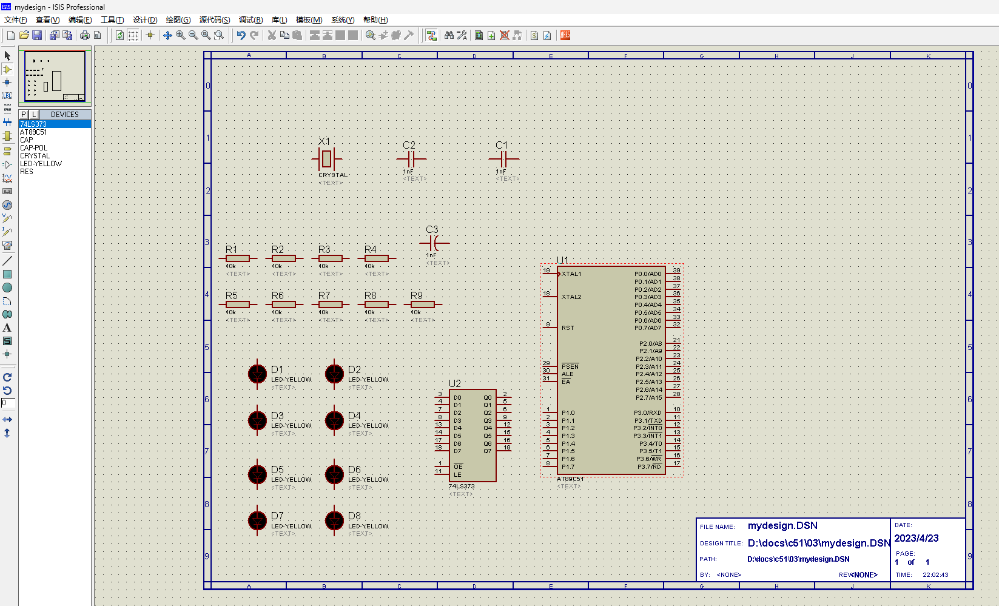 mydesign - ISIS Professional
文件(F) 查看(V) 编辑(E) 工具(T) 设计(D) 绘图(G) 源代码(S) 调试(B) 库(L) 模板(M) 系统(Y) 帮助(H)
P L DEVICES
74LS373
AT89C51
CAP
CAP-POL
CRYSTAL
LED-YELLOW
RES
LBL
A
S
0
A B C D E F G H I J K
0 0
1 1
2 2
3 3
4 4
5 5
6 6
7 7
8 8
9 9
A B C D E F G H I J K
X1
CRYSTAL
<TEXT>
C2
1nF
<TEXT>
C1
1nF
<TEXT>
C3
1nF
<TEXT>
R1
10k
<TEXT>
R2
10k
<TEXT>
R3
10k
<TEXT>
R4
10k
<TEXT>
R5
10k
<TEXT>
R6
10k
<TEXT>
R7
10k
<TEXT>
R8
10k
<TEXT>
R9
10k
<TEXT>
D1
LED-YELLOW
<TEXT>
D2
LED-YELLOW
<TEXT>
D3
LED-YELLOW
<TEXT>
D4
LED-YELLOW
<TEXT>
D5
LED-YELLOW
<TEXT>
D6
LED-YELLOW
<TEXT>
D7
LED-YELLOW
<TEXT>
D8
LED-YELLOW
<TEXT>
U2
3 D0 Q0 2
4 D1 Q1 5
7 D2 Q2 6
8 D3 Q3 9
13 D4 Q4 12
14 D5 Q5 15
17 D6 Q6 16
18 D7 Q7 19
1 OE
11 LE
74LS373
<TEXT>
U1
19 XTAL1 P0.0/AD0 39
P0.1/AD1 38
P0.2/AD2 37
18 XTAL2 P0.3/AD3 36
P0.4/AD4 35
P0.5/AD5 34
P0.6/AD6 33
9 RST P0.7/AD7 32
P2.0/A8 21
P2.1/A9 22
P2.2/A10 23
29 PSEN P2.3/A11 24
30 ALE P2.4/A12 25
31 EA P2.5/A13 26
P2.6/A14 27
P2.7/A15 28
1 P1.0 P3.0/RXD 10
2 P1.1 P3.1/TXD 11
3 P1.2 P3.2/INT0 12
4 P1.3 P3.3/INT1 13
5 P1.4 P3.4/T0 14
6 P1.5 P3.5/T1 15
7 P1.6 P3.6/WR 16
8 P1.7 P3.7/RD 17
AT89C51
<TEXT>
FILE NAME: mydesign.DSN
DESIGN TITLE: D:\docs\c51\03\mydesign.DSN
PATH: D:\docs\c51\03\mydesign.DSN
BY: <NONE> REV:<NONE>
DATE:
2023/4/23
PAGE:
1 of 1
TIME: 22:02:43